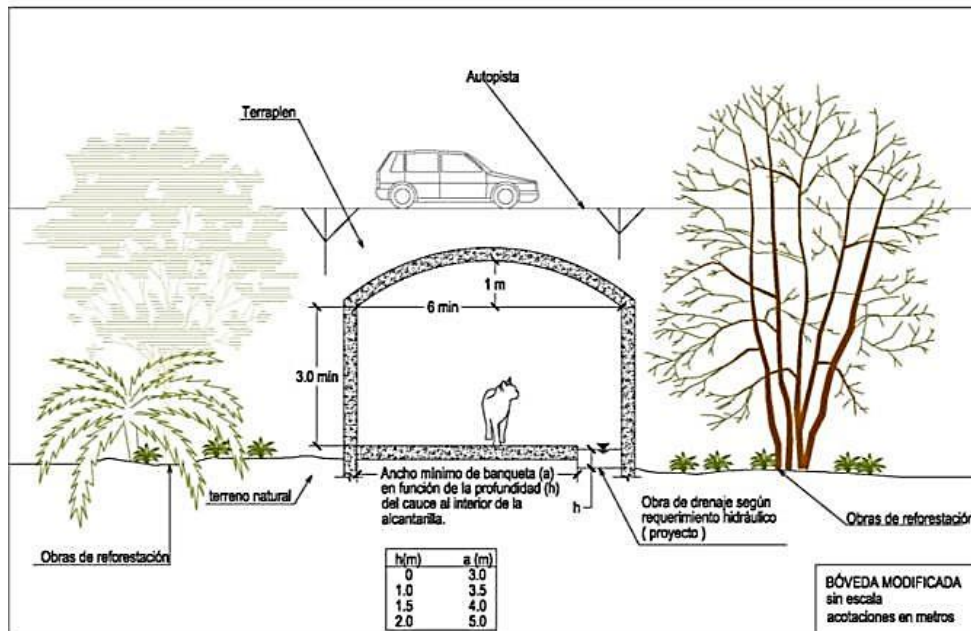 Autopista
Terraplen
1 m
6 min
3.0 mín
Ancho mínimo de banqueta (a)
en función de la profundidad (h)
del cauce al interior de la
alcantarilla.
terreno natural
h
Obra de drenaje según
requerimiento hidráulico
( proyecto )
Obras de reforestación
Obras de reforestación
h(m) a (m)
0 3.0
1.0 3.5
1.5 4.0
2.0 5.0
BÓVEDA MODIFICADA
sin escala
acotaciones en metros